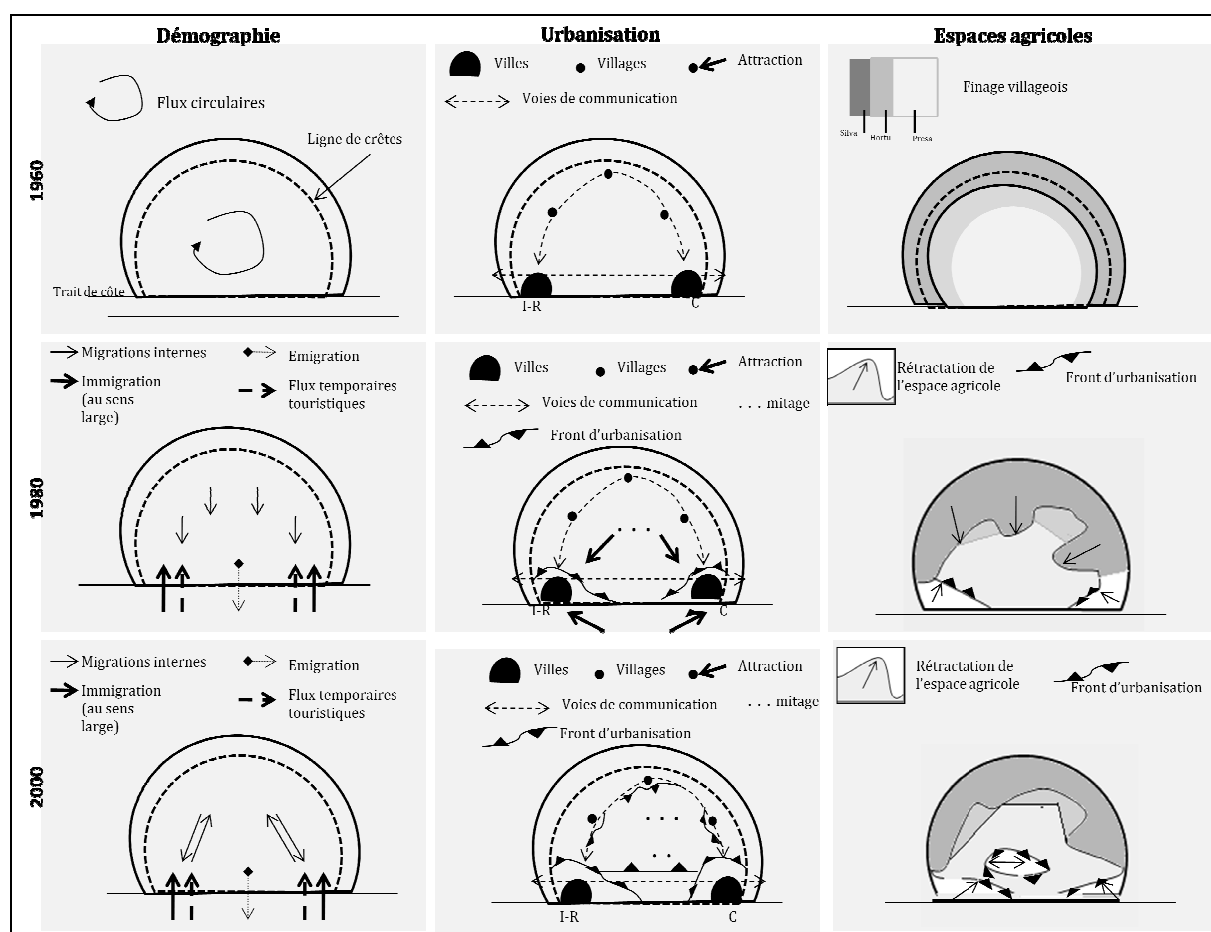 Démographie
Urbanisation
Espaces agricoles
1960
Flux circulaires
Ligne de crêtes
Trait de côte
Villes
Villages
Attraction
Voies de communication
I-R
C
Finage villageois
Silva
Hortu
Presa
1980
Migrations internes
Emigration
Immigration
(au sens
large)
Flux temporaires
touristiques
Villes
Villages
Attraction
Voies de communication
. . . mitage
Front d'urbanisation
I-R
C
Rétractation de
l'espace agricole
Front d'urbanisation
2000
Migrations internes
Emigration
Immigration
(au sens
large)
Flux temporaires
touristiques
Villes
Villages
Attraction
Voies de communication
. . . mitage
Front d'urbanisation
I-R
C
Rétractation de
l'espace agricole
Front d'urbanisation